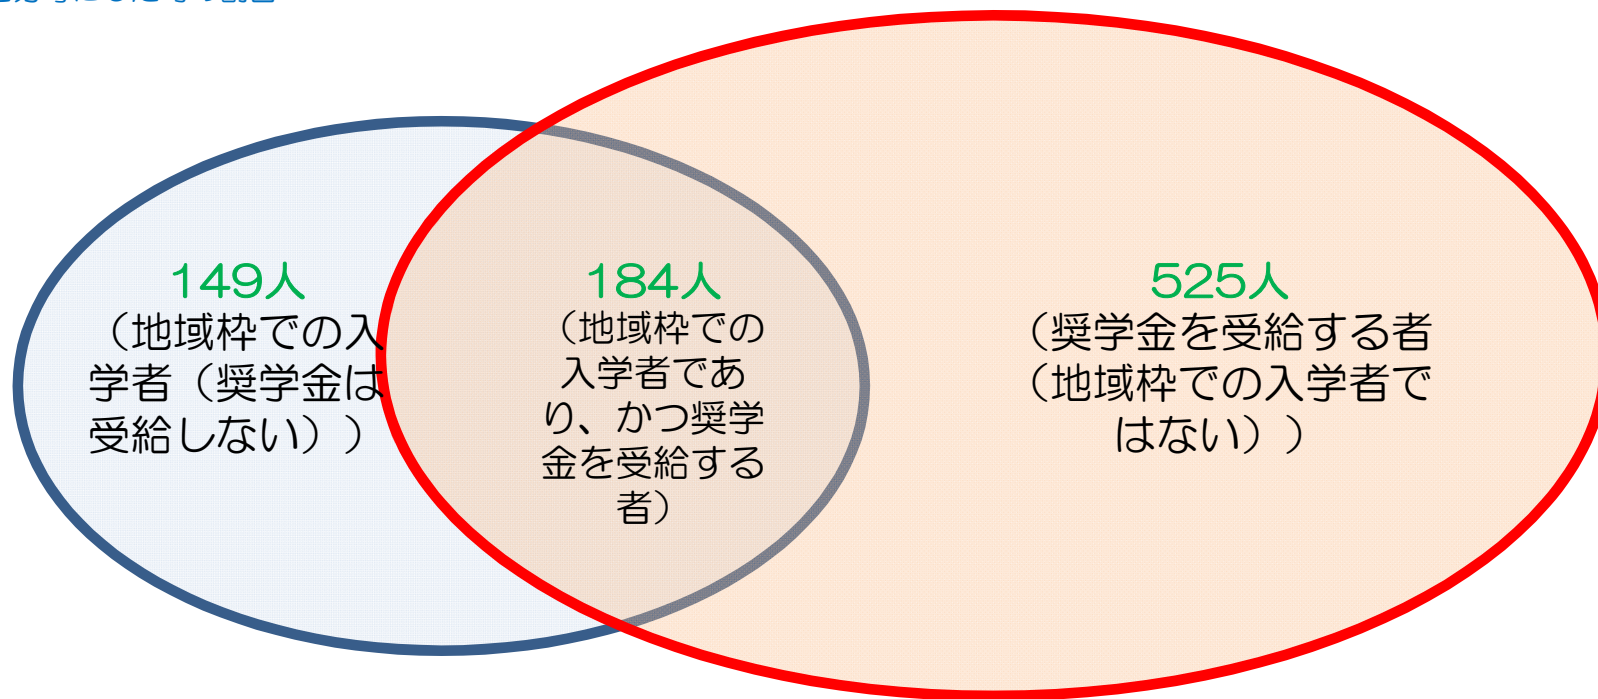 149人
（地域枠での入
学者（奨学金は
受給しない））
184人
（地域枠での
入学者であ
り、かつ奨学
金を受給する
者）
525人
（奨学金を受給する者
（地域枠での入学者で
はない））